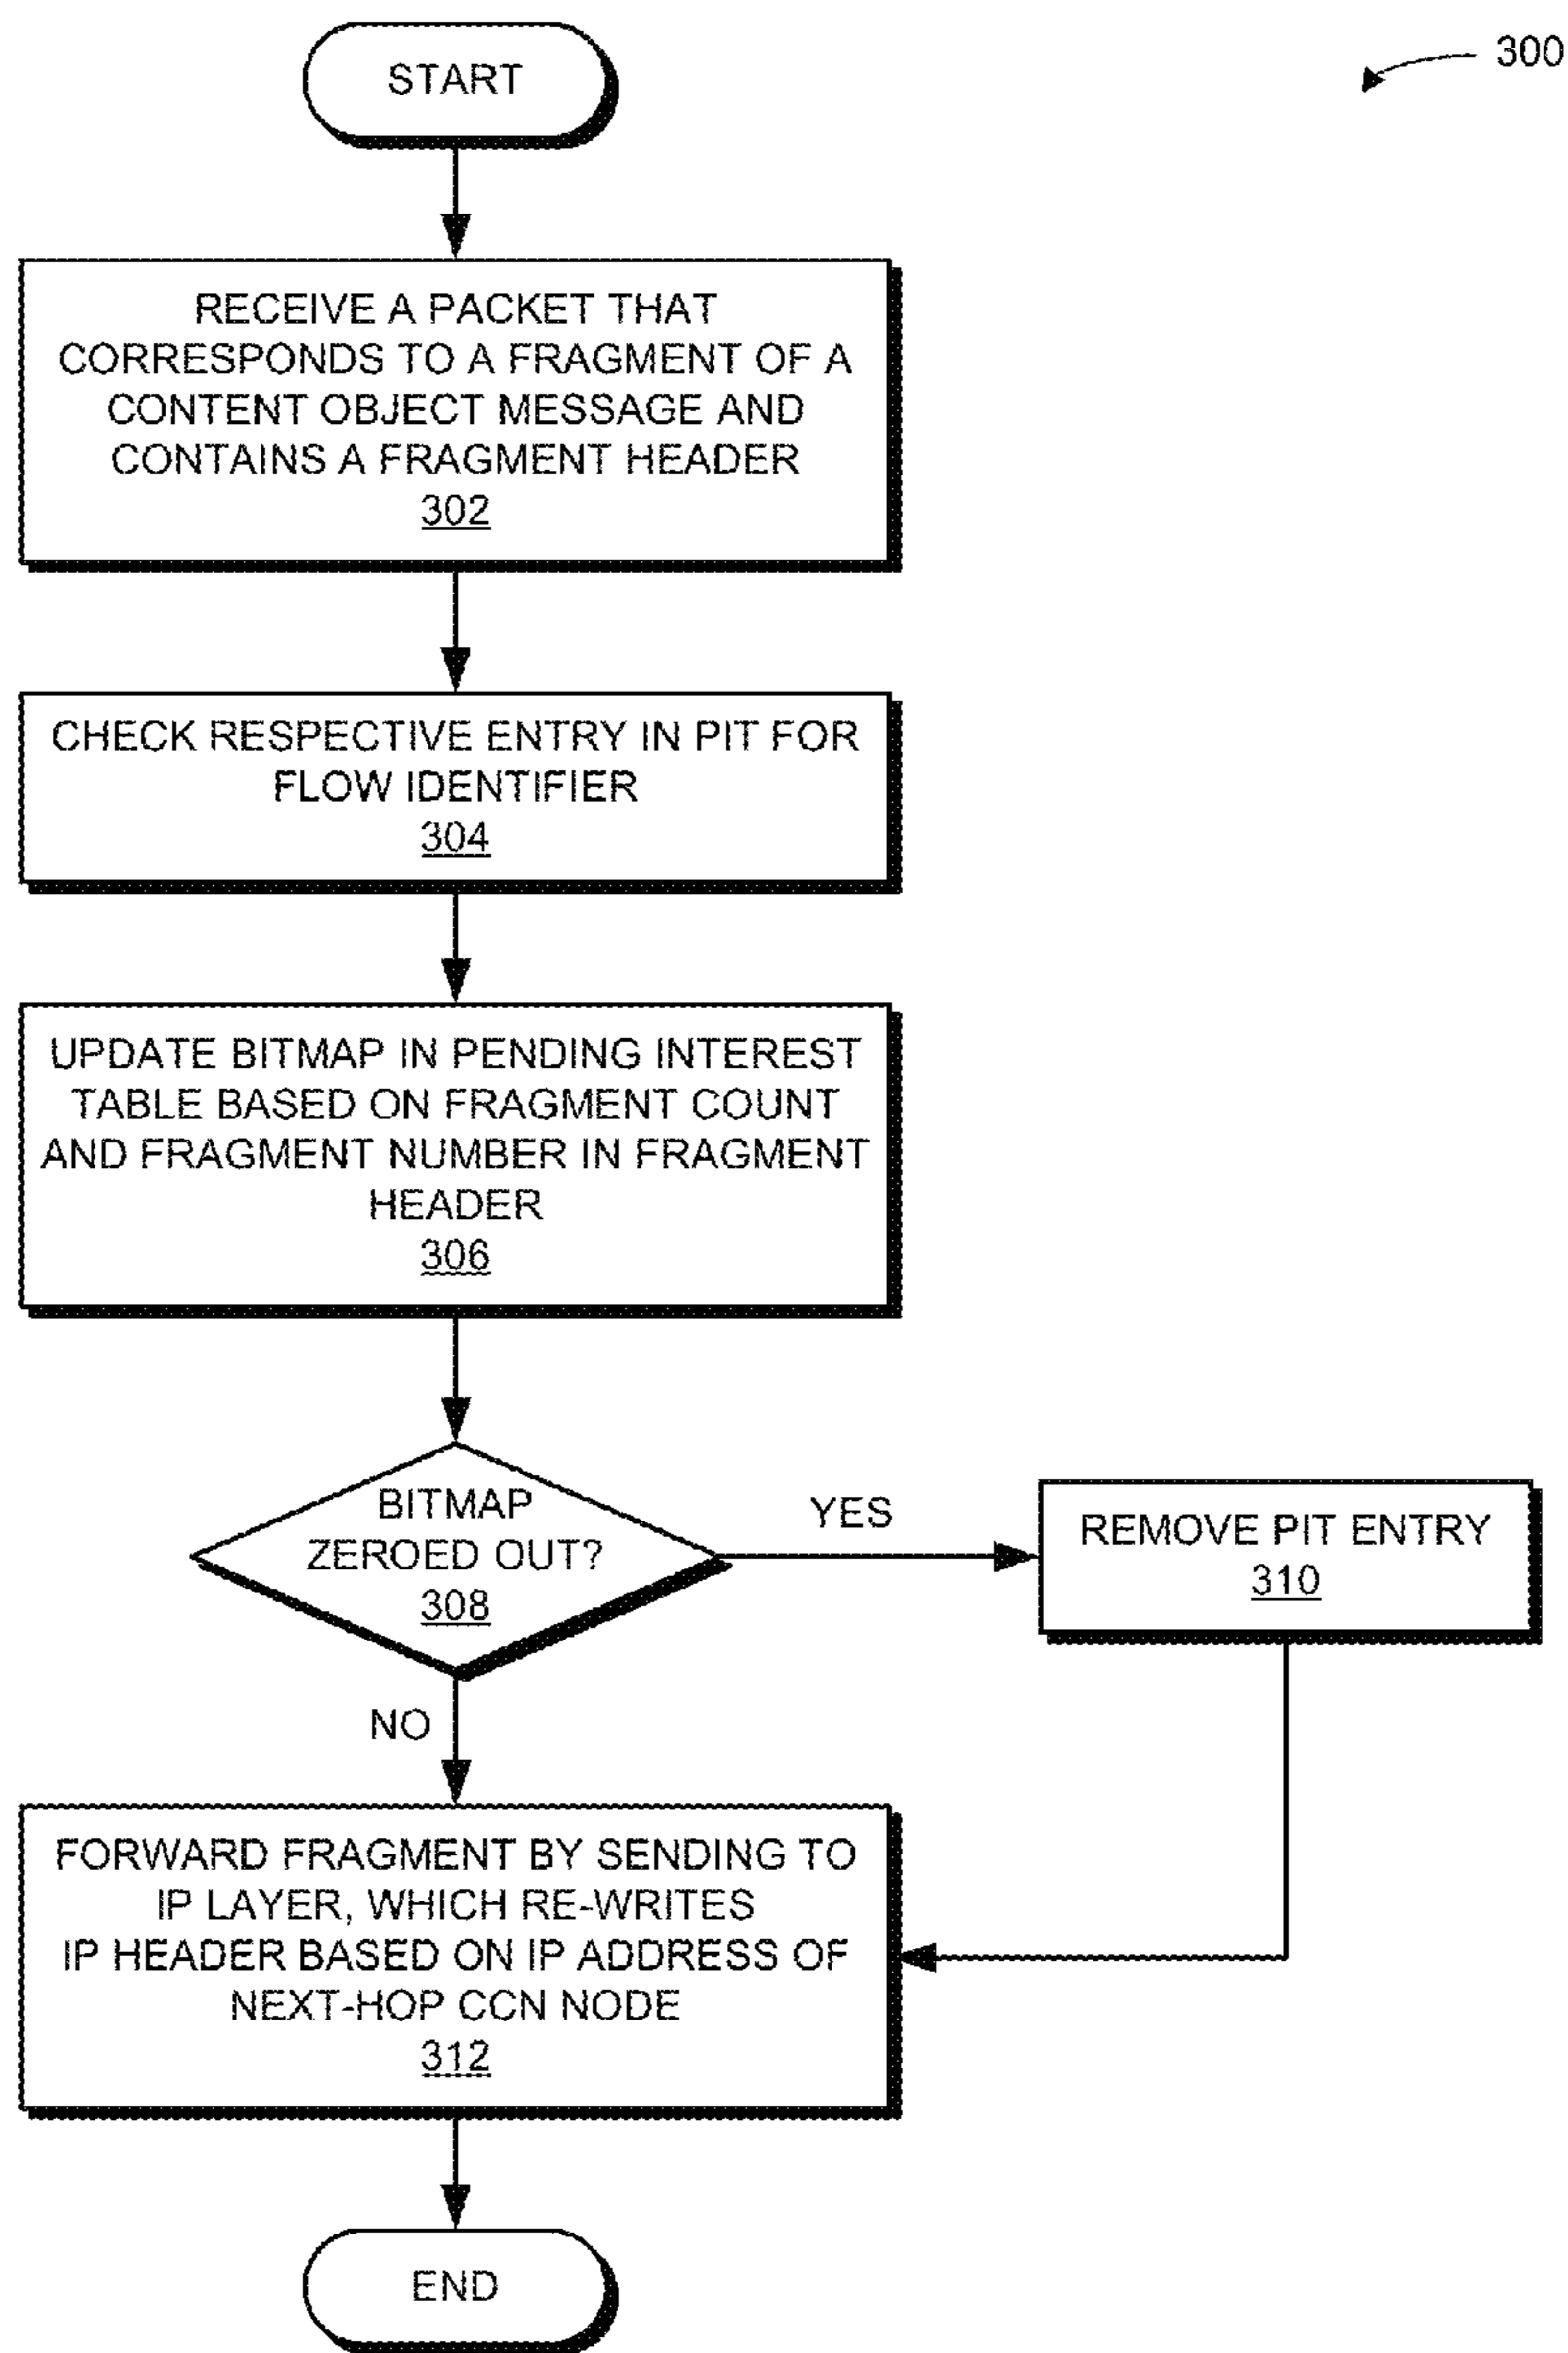 START
300
RECEIVE A PACKET THAT
CORRESPONDS TO A FRAGMENT OF A
CONTENT OBJECT MESSAGE AND
CONTAINS A FRAGMENT HEADER
302
CHECK RESPECTIVE ENTRY IN PIT FOR
FLOW IDENTIFIER
304
UPDATE BITMAP IN PENDING INTEREST
TABLE BASED ON FRAGMENT COUNT
AND FRAGMENT NUMBER IN FRAGMENT
HEADER
306
BITMAP
ZEROED OUT?
308
YES
REMOVE PIT ENTRY
310
NO
FORWARD FRAGMENT BY SENDING TO
IP LAYER, WHICH RE-WRITES
IP HEADER BASED ON IP ADDRESS OF
NEXT-HOP CCN NODE
312
END